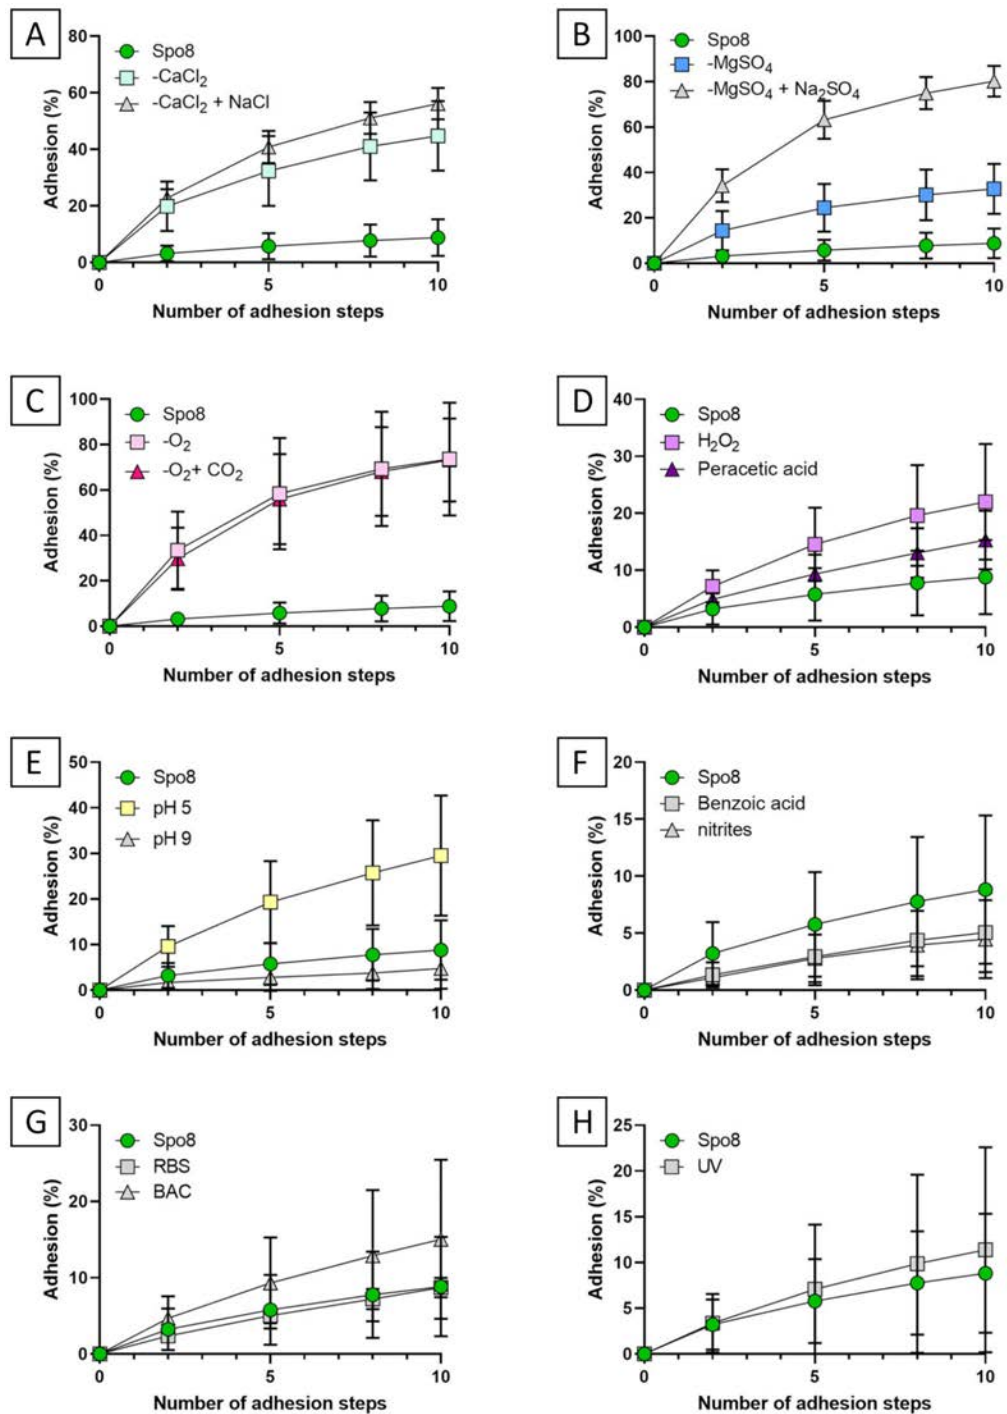 A
Adhesion (%)
80
60
40
20
0
Spo8
-CaCl₂
-CaCl₂ + NaCl
0
5
10
Number of adhesion steps
B
Adhesion (%)
100
80
60
40
20
0
Spo8
-MgSO₄
-MgSO₄ + Na₂SO₄
0
5
10
Number of adhesion steps
C
Adhesion (%)
100
80
60
40
20
0
Spo8
-O₂
-O₂+ CO₂
0
5
10
Number of adhesion steps
D
Adhesion (%)
40
30
20
10
0
Spo8
H₂O₂
Peracetic acid
0
5
10
Number of adhesion steps
E
Adhesion (%)
50
40
30
20
10
0
Spo8
pH 5
pH 9
0
5
10
Number of adhesion steps
F
Adhesion (%)
20
15
10
5
0
Spo8
Benzoic acid
nitrites
0
5
10
Number of adhesion steps
G
Adhesion (%)
30
20
10
0
Spo8
RBS
BAC
0
5
10
Number of adhesion steps
H
Adhesion (%)
25
20
15
10
5
0
Spo8
UV
0
5
10
Number of adhesion steps